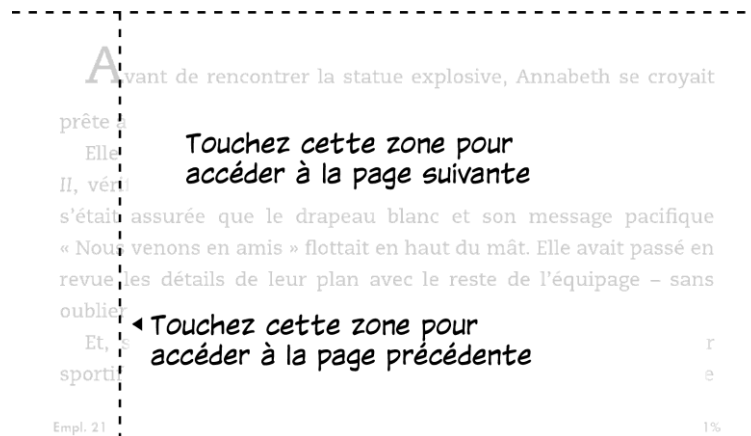 Avant de rencontrer la statue explosive, Annabeth se croyait
prête à
Elle
Touchez cette zone pour
accéder à la page suivante
II, véri
s'était assurée que le drapeau blanc et son message pacifique
« Nous venons en amis » flottait en haut du mât. Elle avait passé en
revue les détails de leur plan avec le reste de l'équipage – sans
oublier
Touchez cette zone pour
accéder à la page précédente
Et, s r
sportif e
Empl. 21 1%